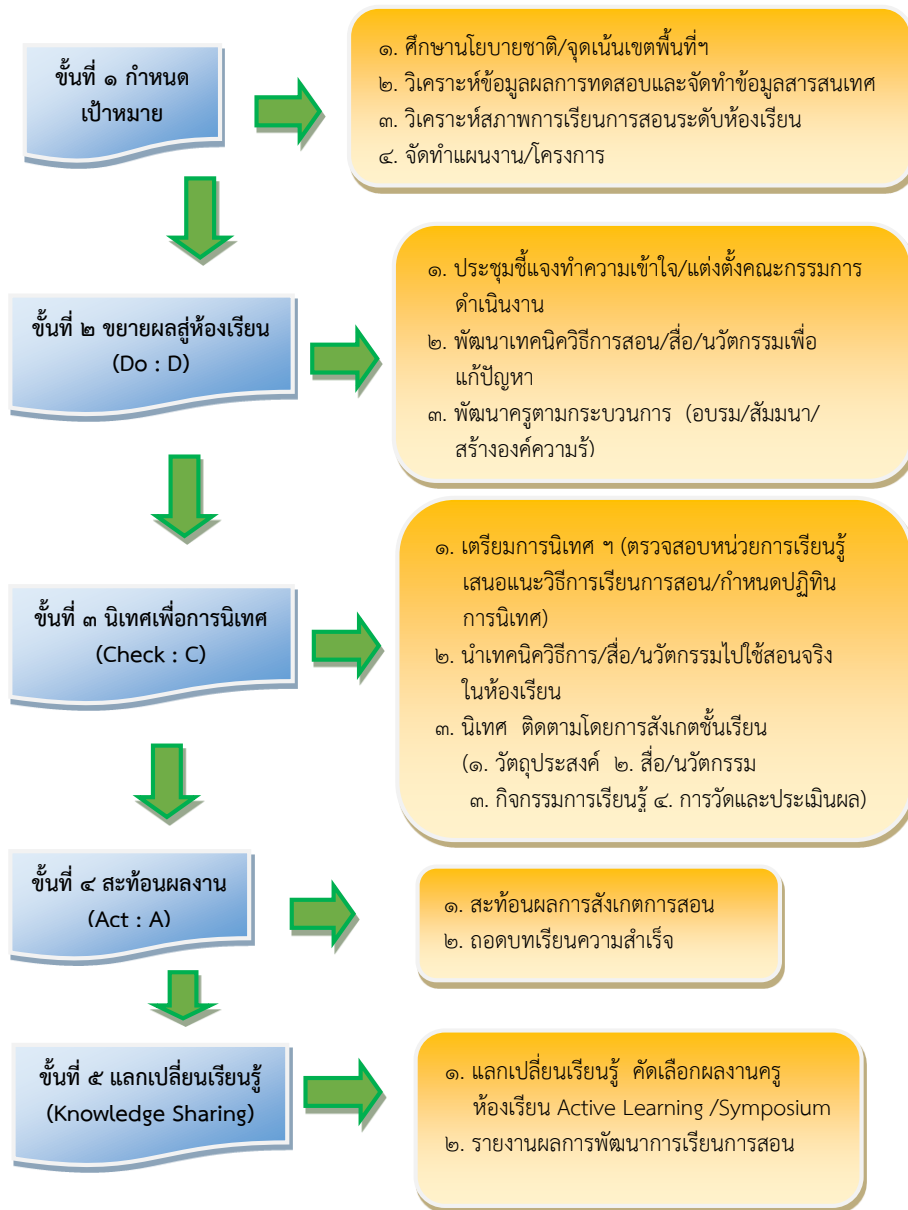 ขั้นที่ ๑ กำหนด
เป้าหมาย
๑. ศึกษานโยบายชาติ/จุดเน้นเขตพื้นที่ฯ
๒. วิเคราะห์ข้อมูลผลการทดสอบและจัดทำข้อมูลสารสนเทศ
๓. วิเคราะห์สภาพการเรียนการสอนระดับห้องเรียน
๔. จัดทำแผนงาน/โครงการ
ขั้นที่ ๒ ขยายผลสู่ห้องเรียน
(Do : D)
๑. ประชุมชี้แจงทำความเข้าใจ/แต่งตั้งคณะกรรมการ
ดำเนินงาน
๒. พัฒนาเทคนิควิธีการสอน/สื่อ/นวัตกรรมเพื่อ
แก้ปัญหา
๓. พัฒนาครูตามกระบวนการ (อบรม/สัมมนา/
สร้างองค์ความรู้)
ขั้นที่ ๓ นิเทศเพื่อการนิเทศ
(Check : C)
๑. เตรียมการนิเทศ ฯ (ตรวจสอบหน่วยการเรียนรู้
เสนอแนะวิธีการเรียนการสอน/กำหนดปฏิทิน
การนิเทศ)
๒. นำเทคนิควิธีการ/สื่อ/นวัตกรรมไปใช้สอนจริง
ในห้องเรียน
๓. นิเทศ ติดตามโดยการสังเกตชั้นเรียน
(๑. วัตถุประสงค์ ๒. สื่อ/นวัตกรรม
๓. กิจกรรมการเรียนรู้ ๔. การวัดและประเมินผล)
ขั้นที่ ๔ สะท้อนผลงาน
(Act : A)
๑. สะท้อนผลการสังเกตการสอน
๒. ถอดบทเรียนความสำเร็จ
ขั้นที่ ๕ แลกเปลี่ยนเรียนรู้
(Knowledge Sharing)
๑. แลกเปลี่ยนเรียนรู้ คัดเลือกผลงานครู
ห้องเรียน Active Learning /Symposium
๒. รายงานผลการพัฒนาการเรียนการสอน